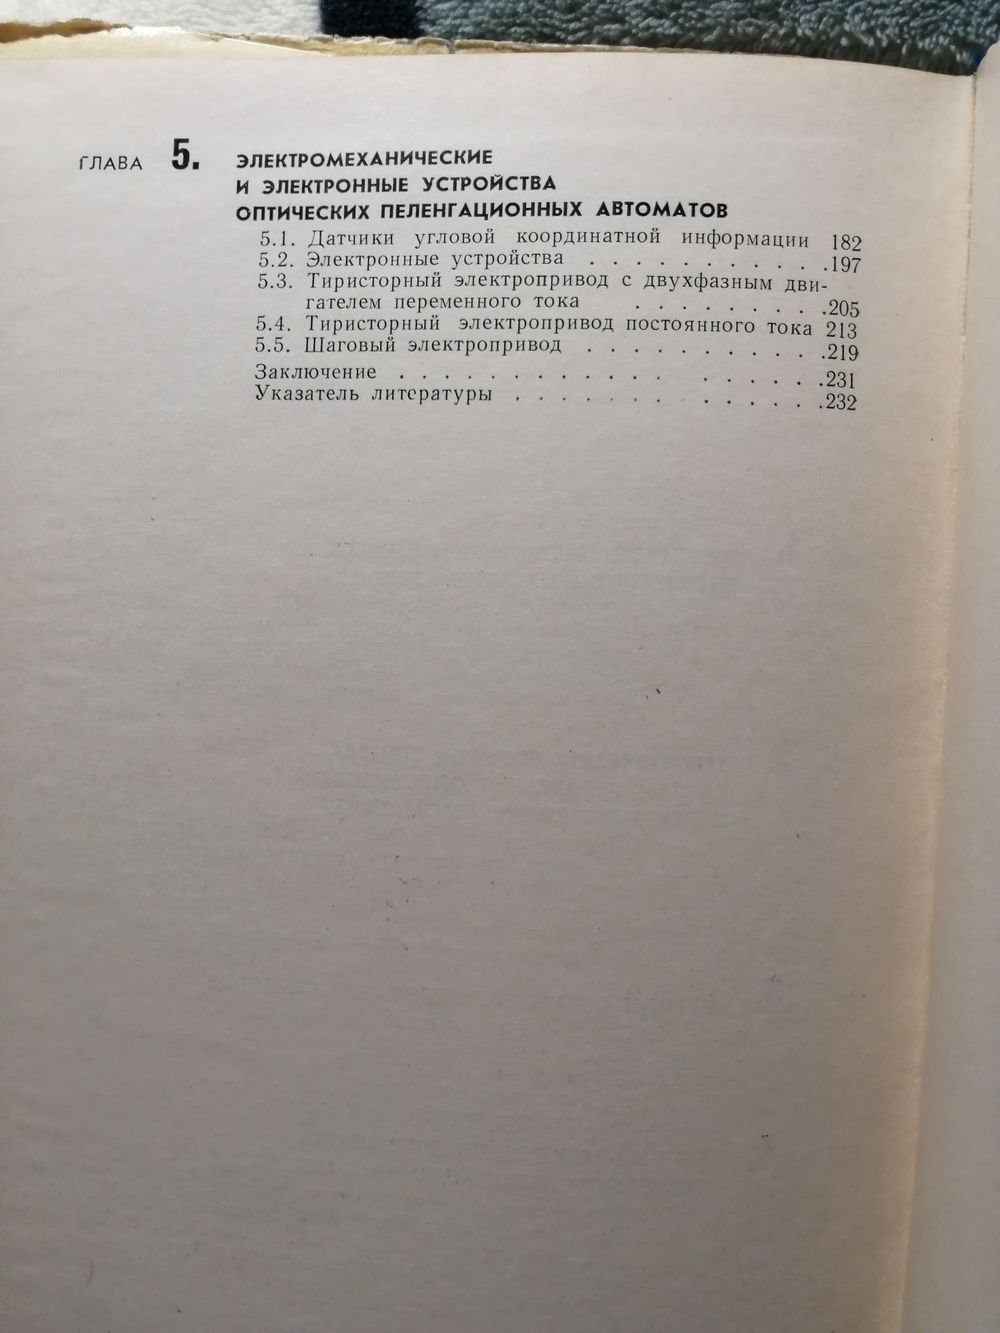 ГЛАВА 5. ЭЛЕКТРОМЕХАНИЧЕСКИЕ
И ЭЛЕКТРОННЫЕ УСТРОЙСТВА
ОПТИЧЕСКИХ ПЕЛЕНГАЦИОННЫХ АВТОМАТОВ
5.1. Датчики угловой координатной информации 182
5.2. Электронные устройства . . . . . . . . . . . 197
5.3. Тиристорный электропривод с двухфазным дви-
гателем переменного тока . . . . . . . . . 205
5.4. Тиристорный электропривод постоянного тока 213
5.5. Шаговый электропривод . . . . . . . . . . . 219
Заключение . . . . . . . . . . . . . . . . . . 231
Указатель литературы . . . . . . . . . . . . . 232